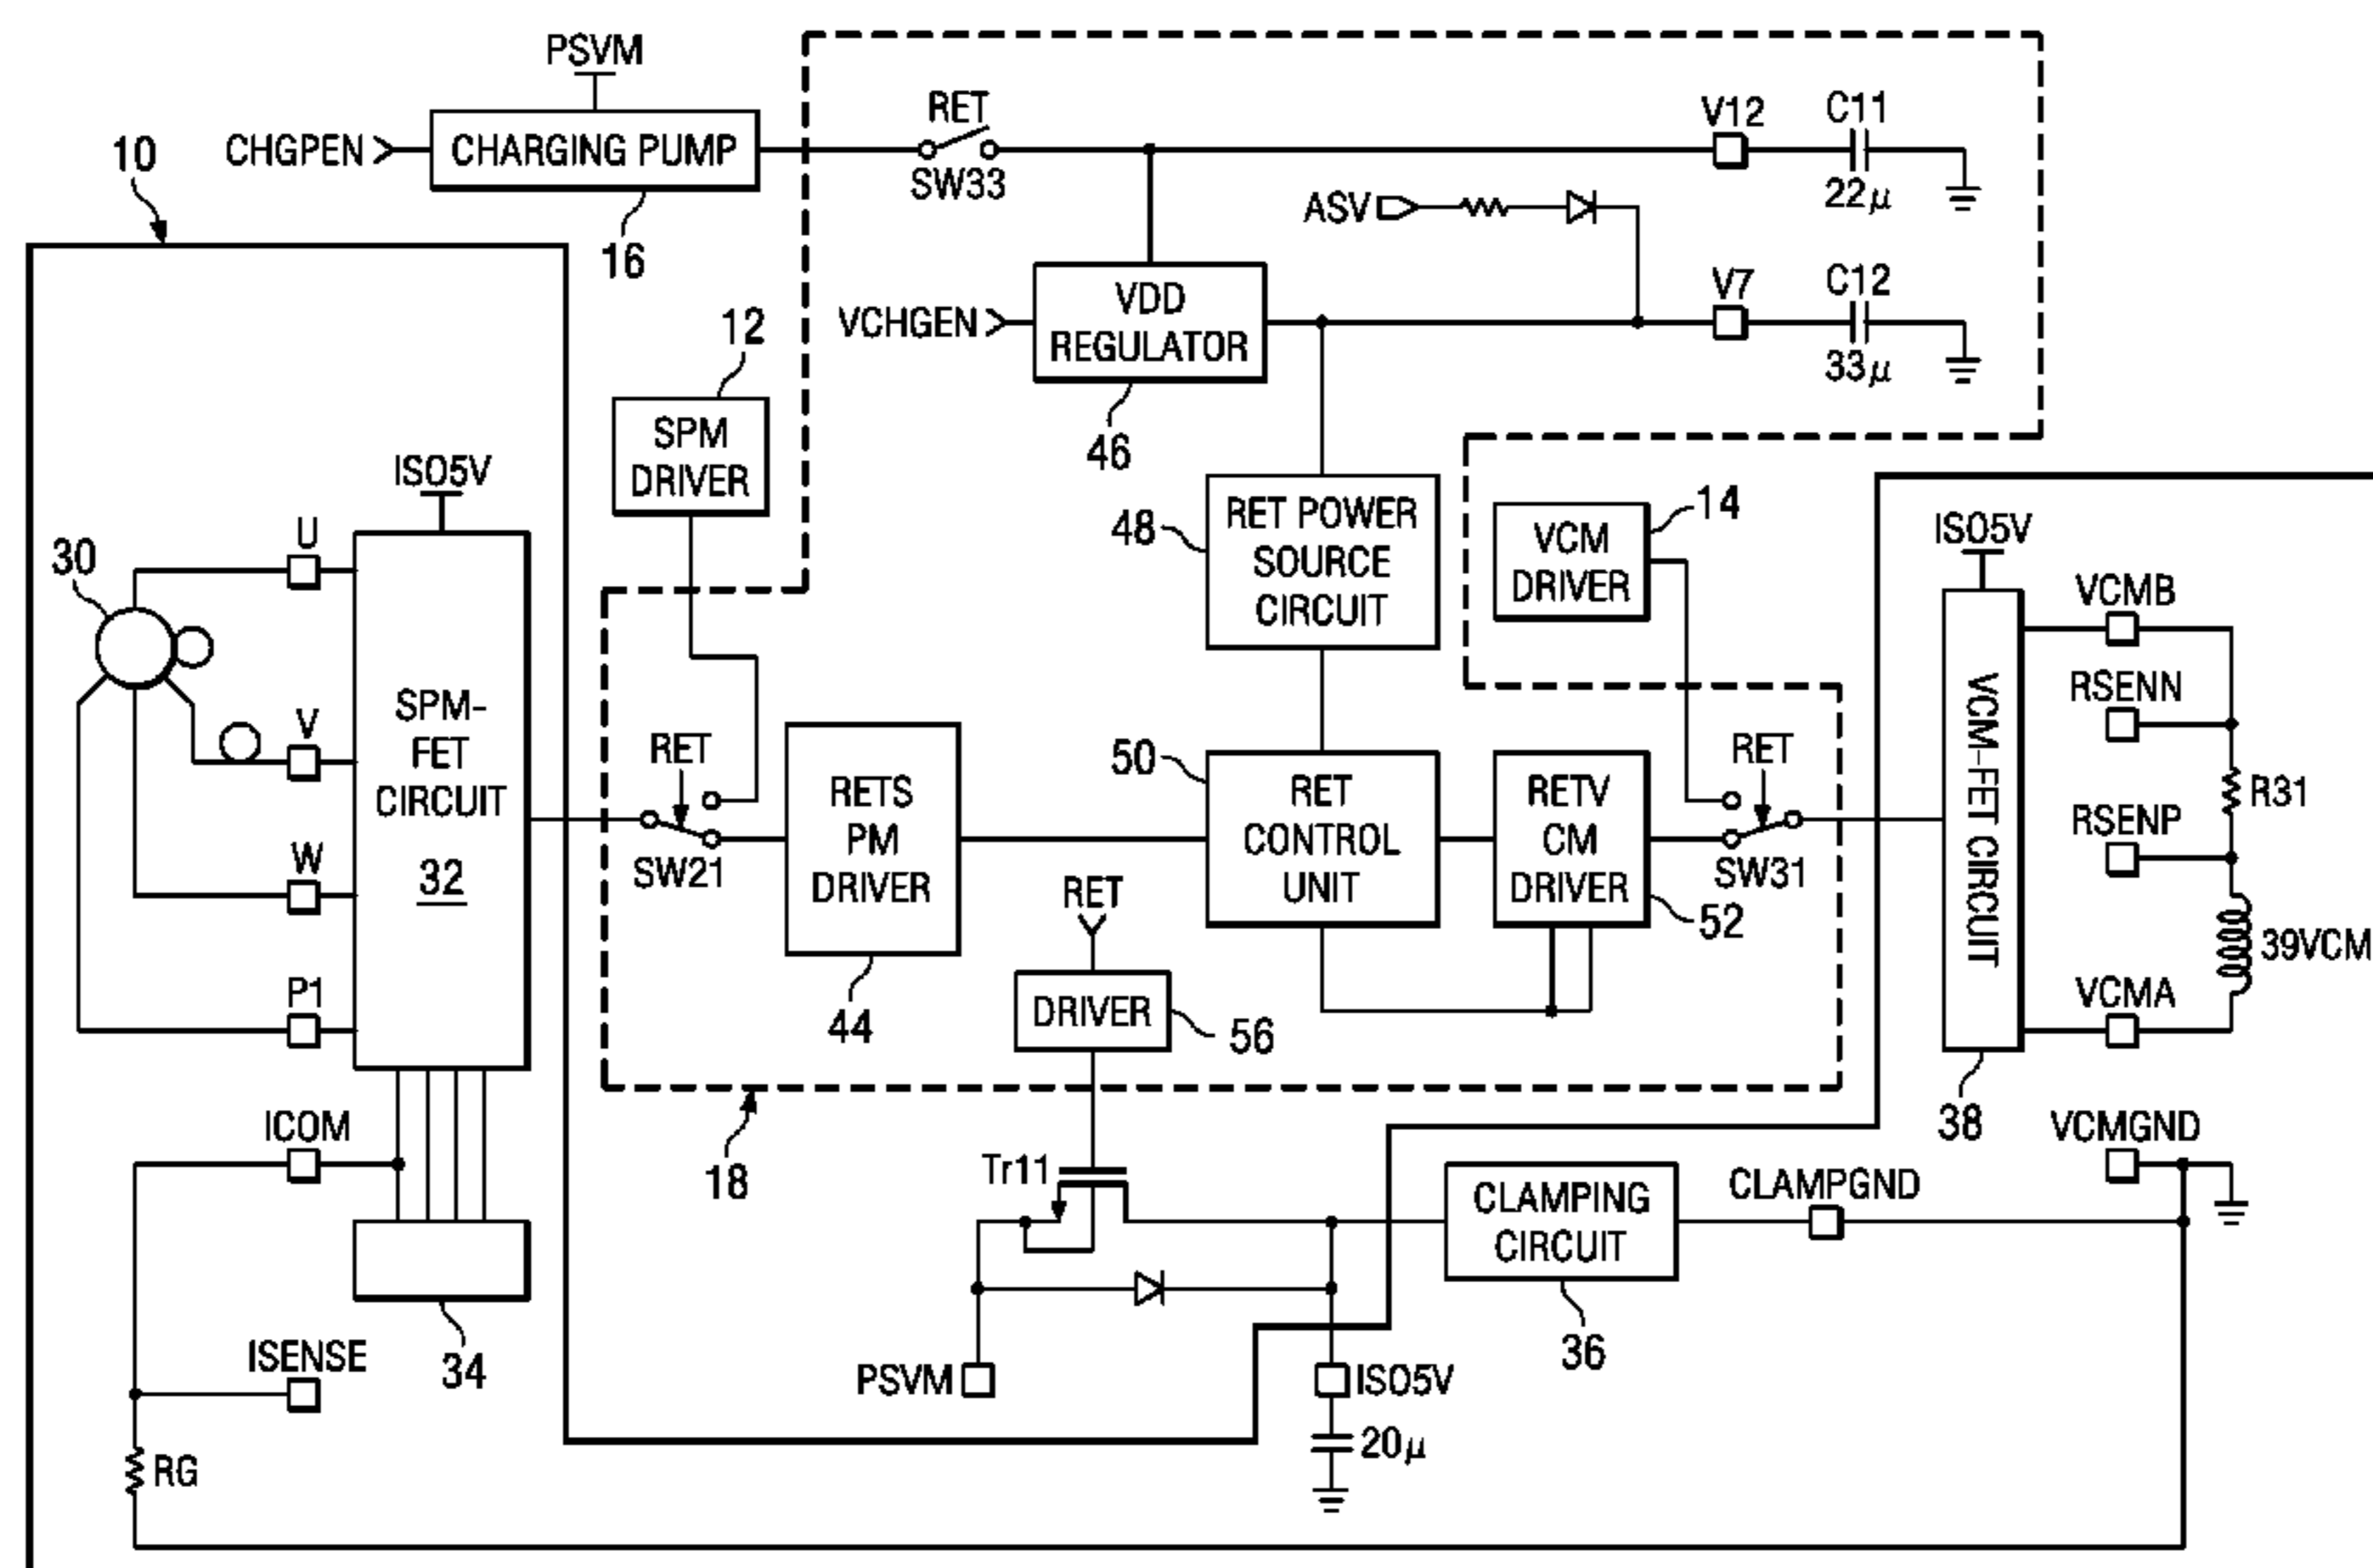 PSVM
CHGPEN
CHARGING PUMP
16
10
RET
SW33
V12
C11
22μ
ASV
VCHGEN
VDD
REGULATOR
46
V7
C12
33μ
12
SPM
DRIVER
48
RET POWER
SOURCE
CIRCUIT
VCM
DRIVER
14
ISO5V
30
U
V
W
P1
SPM-
FET
CIRCUIT
32
RET
SW21
RETS
PM
DRIVER
44
50
RET
CONTROL
UNIT
RETV
CM
DRIVER
52
RET
SW31
ISO5V
VCM-FET CIRCUIT
38
VCMB
RSENN
R31
RSENP
39VCM
VCMA
RET
DRIVER
56
18
ICOM
34
ISENSE
RG
Tr11
PSVM
ISO5V
20μ
CLAMPING
CIRCUIT
36
CLAMPGND
VCMGND